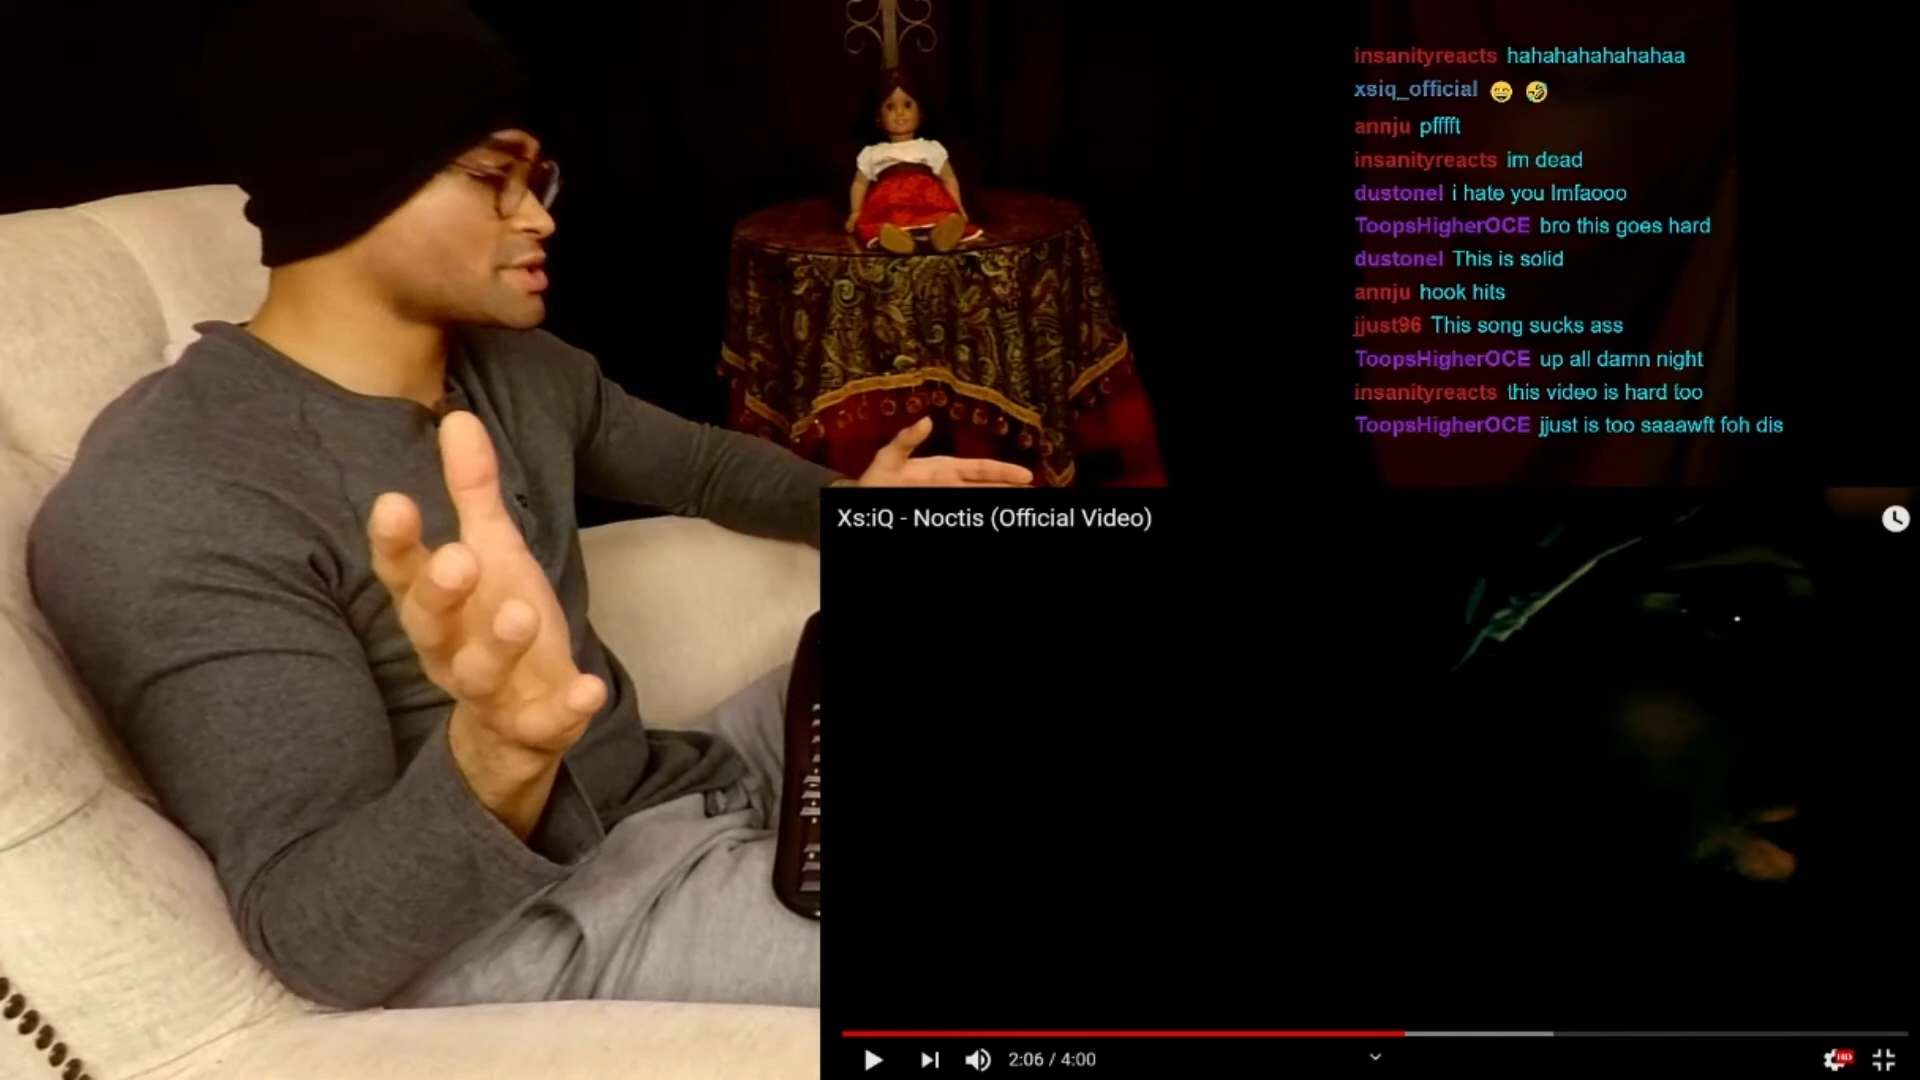 insanityreacts hahahahahahahaa
xsiq_official 😄 🤣
annju pfffft
insanityreacts im dead
dustonel i hate you lmfaooo
ToopsHigherOCE bro this goes hard
dustonel This is solid
annju hook hits
jjust96 This song sucks ass
ToopsHigherOCE up all damn night
insanityreacts this video is hard too
ToopsHigherOCE jjust is too saaawft foh dis
Xs:iQ - Noctis (Official Video)
2:06 / 4:00
HD